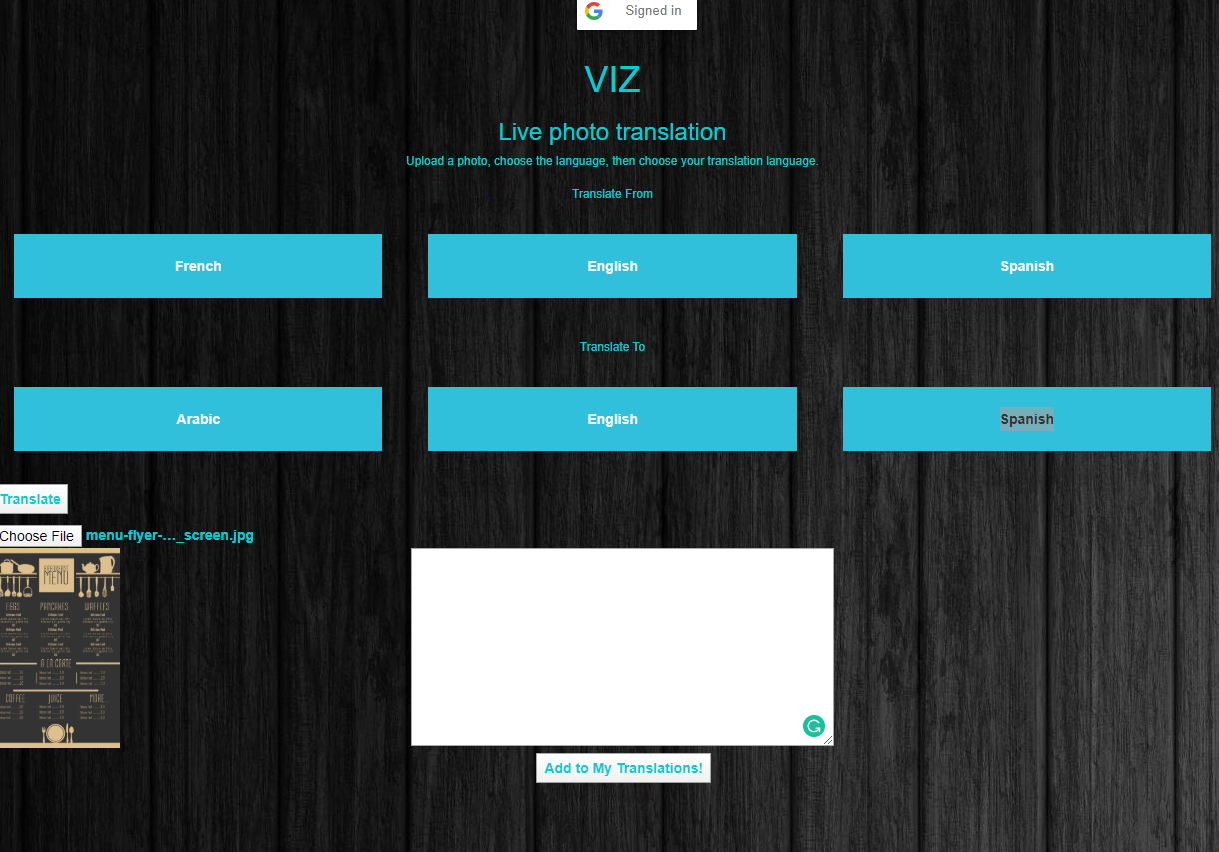 Signed in
VIZ
Live photo translation
Upload a photo, choose the language, then choose your translation language.
Translate From
French English Spanish
Translate To
Arabic English Spanish
Translate
Choose File menu-flyer-..._screen.jpg
BREAKFAST
MENU
EGGS PANCAKES WAFFLES
A LA CARTE
COFFEE JUICE MORE
Add to My Translations!